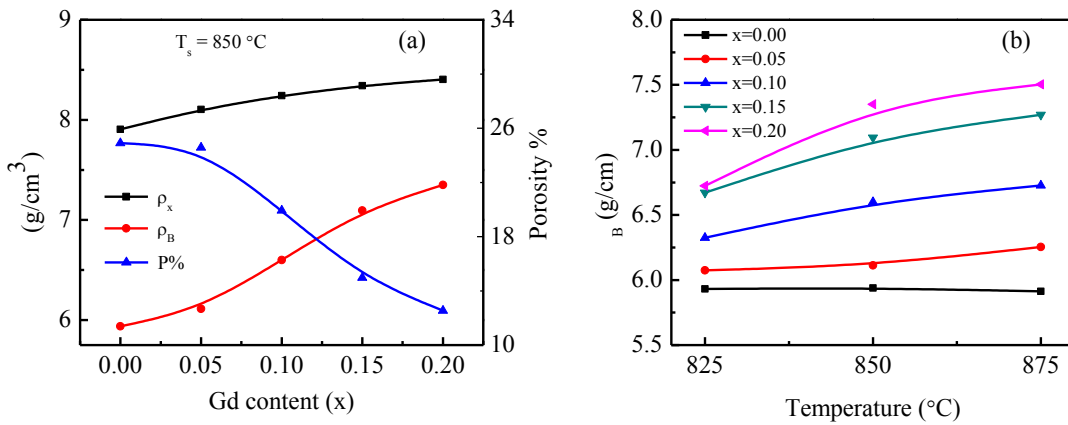 9
8
7
6
(g/cm³)
T_s = 850 °C
(a)
ρ_x
ρ_B
P%
34
26
18
10
Porosity %
0.00 0.05 0.10 0.15 0.20
Gd content (x)
8.0
7.5
7.0
6.5
6.0
5.5
B (g/cm)
x=0.00
x=0.05
x=0.10
x=0.15
x=0.20
(b)
825 850 875
Temperature (°C)